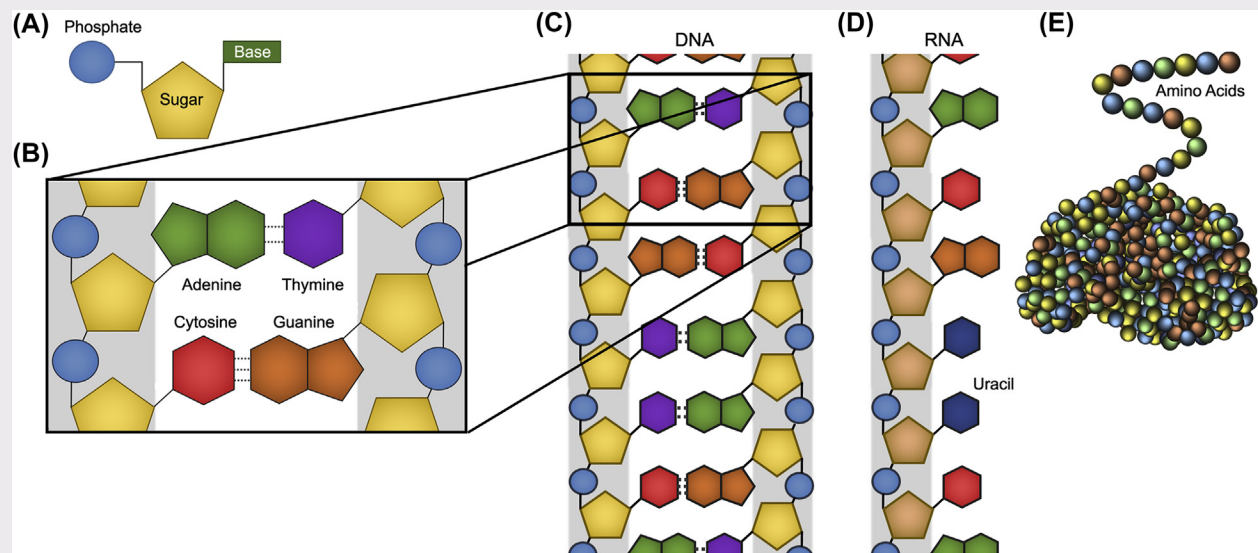 (A)
Phosphate
Base
Sugar
(B)
Adenine
Thymine
Cytosine
Guanine
(C)
DNA
(D)
RNA
Uracil
(E)
Amino Acids